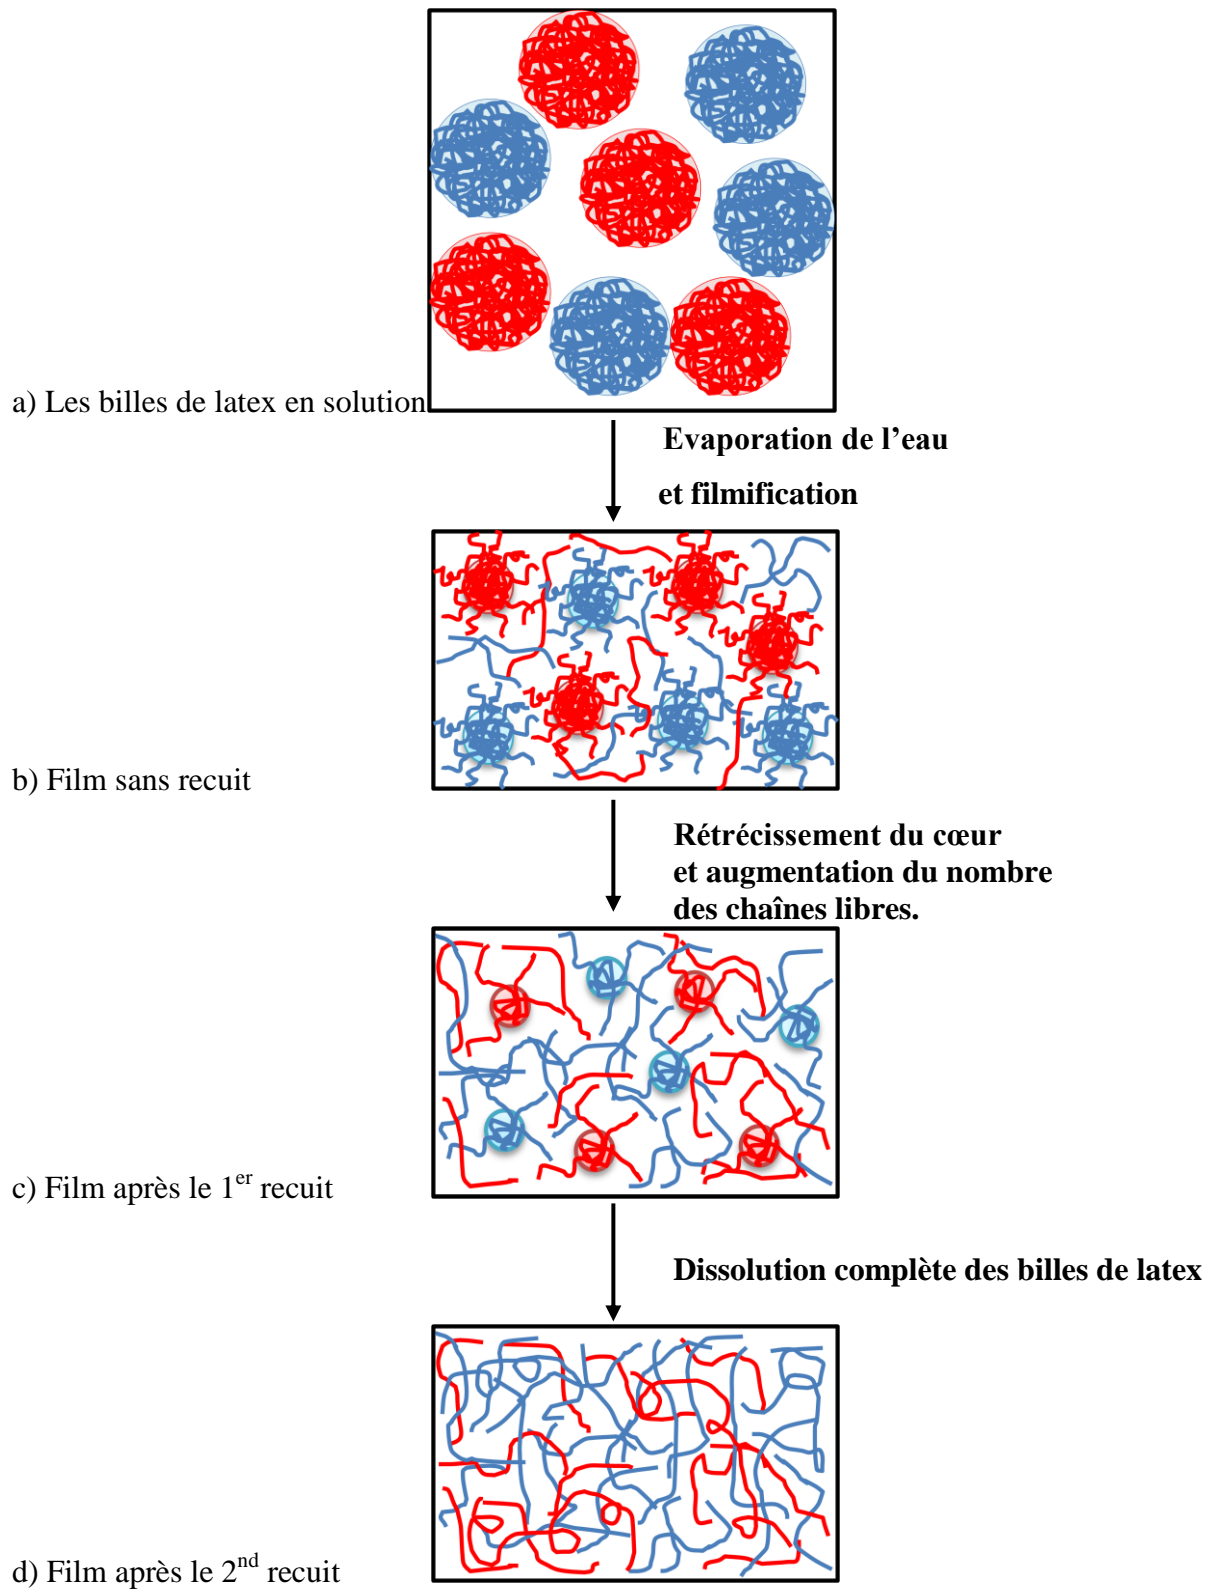 a) Les billes de latex en solution
Evaporation de l’eau
et filmification
b) Film sans recuit
Rétrécissement du cœur
et augmentation du nombre
des chaînes libres.
c) Film après le 1er recuit
Dissolution complète des billes de latex
d) Film après le 2nd recuit